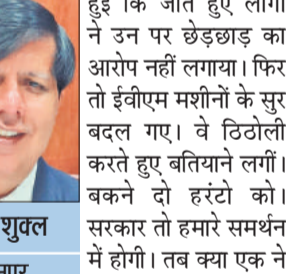 हुई कि जीते हुए लोगों
ने उन पर छेड़छाड़ का
आरोप नहीं लगाया। फिर
तो ईवीएम मशीनों के सुर
बदल गए। वे ठिठोली
करते हुए बतियाने लगीं।
बकने दो हरंटो को।
सरकार तो हमारे समर्थन
में होगी। तब क्या एक ने
शुक्ल